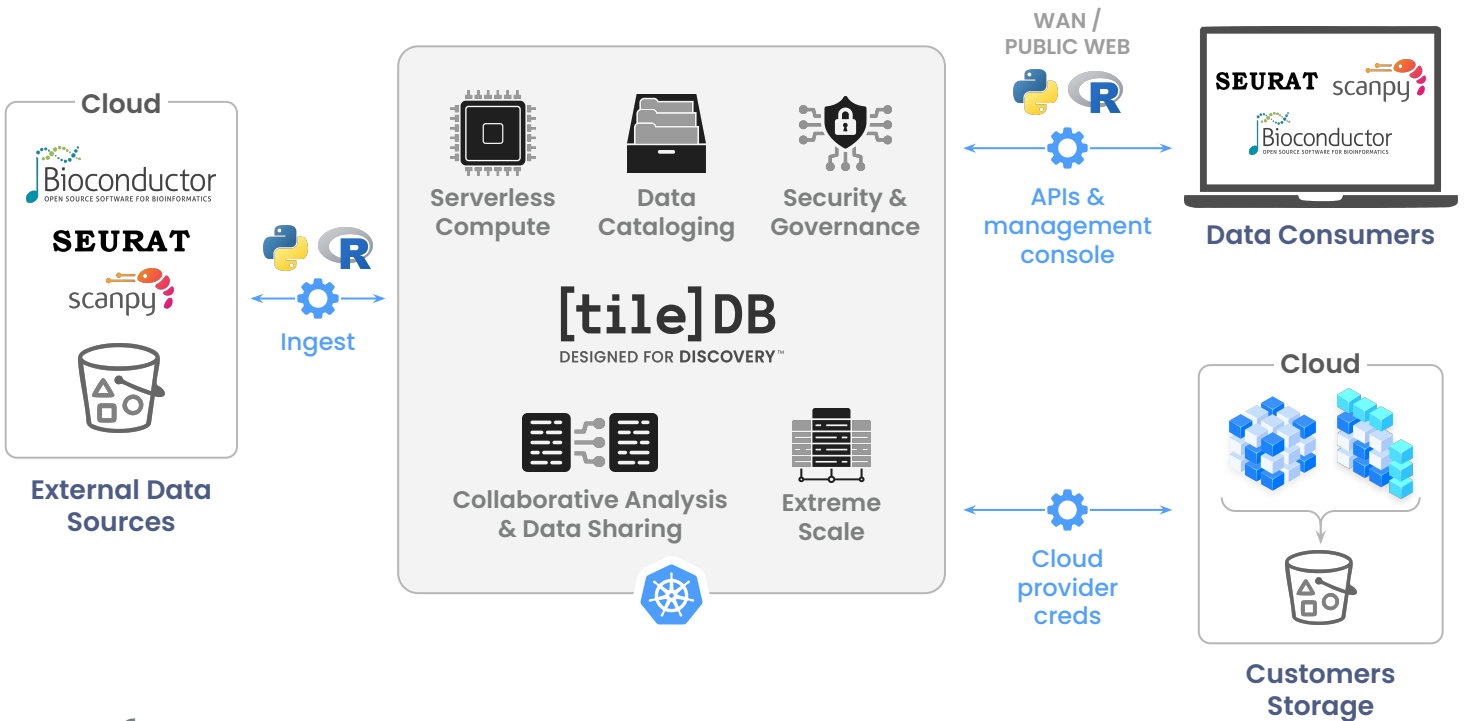 Cloud
Bioconductor
OPEN SOURCE SOFTWARE FOR BIOINFORMATICS
SEURAT
scanpy
External Data
Sources
R
Ingest
Serverless
Compute
Data
Cataloging
Security &
Governance
[tile]DB
DESIGNED FOR DISCOVERY™
Collaborative Analysis
& Data Sharing
Extreme
Scale
WAN /
PUBLIC WEB
R
APIs &
management
console
SEURAT
scanpy
Bioconductor
OPEN SOURCE SOFTWARE FOR BIOINFORMATICS
Data Consumers
Cloud
provider
creds
Cloud
Customers
Storage